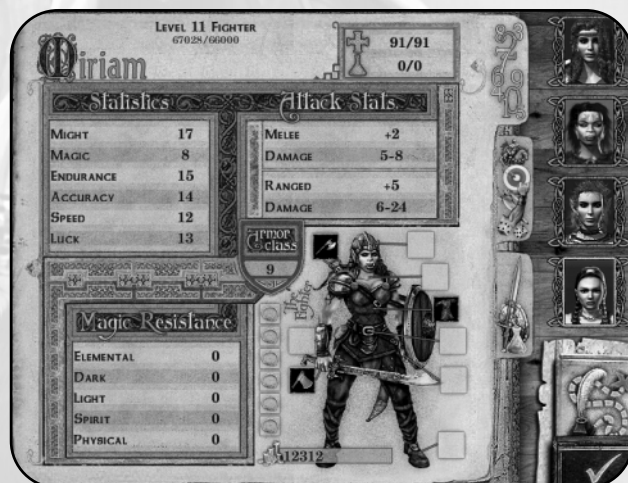 Level 11 Fighter
67028/66000
Miriam
91/91
0/0
Statistics
Might 17
Magic 8
Endurance 15
Accuracy 14
Speed 12
Luck 13
Attack Stats
Melee +2
Damage 5-8
Ranged +5
Damage 6-24
Armor
Class
9
The Fighter
Magic Resistance
Elemental 0
Dark 0
Light 0
Spirit 0
Physical 0
12312